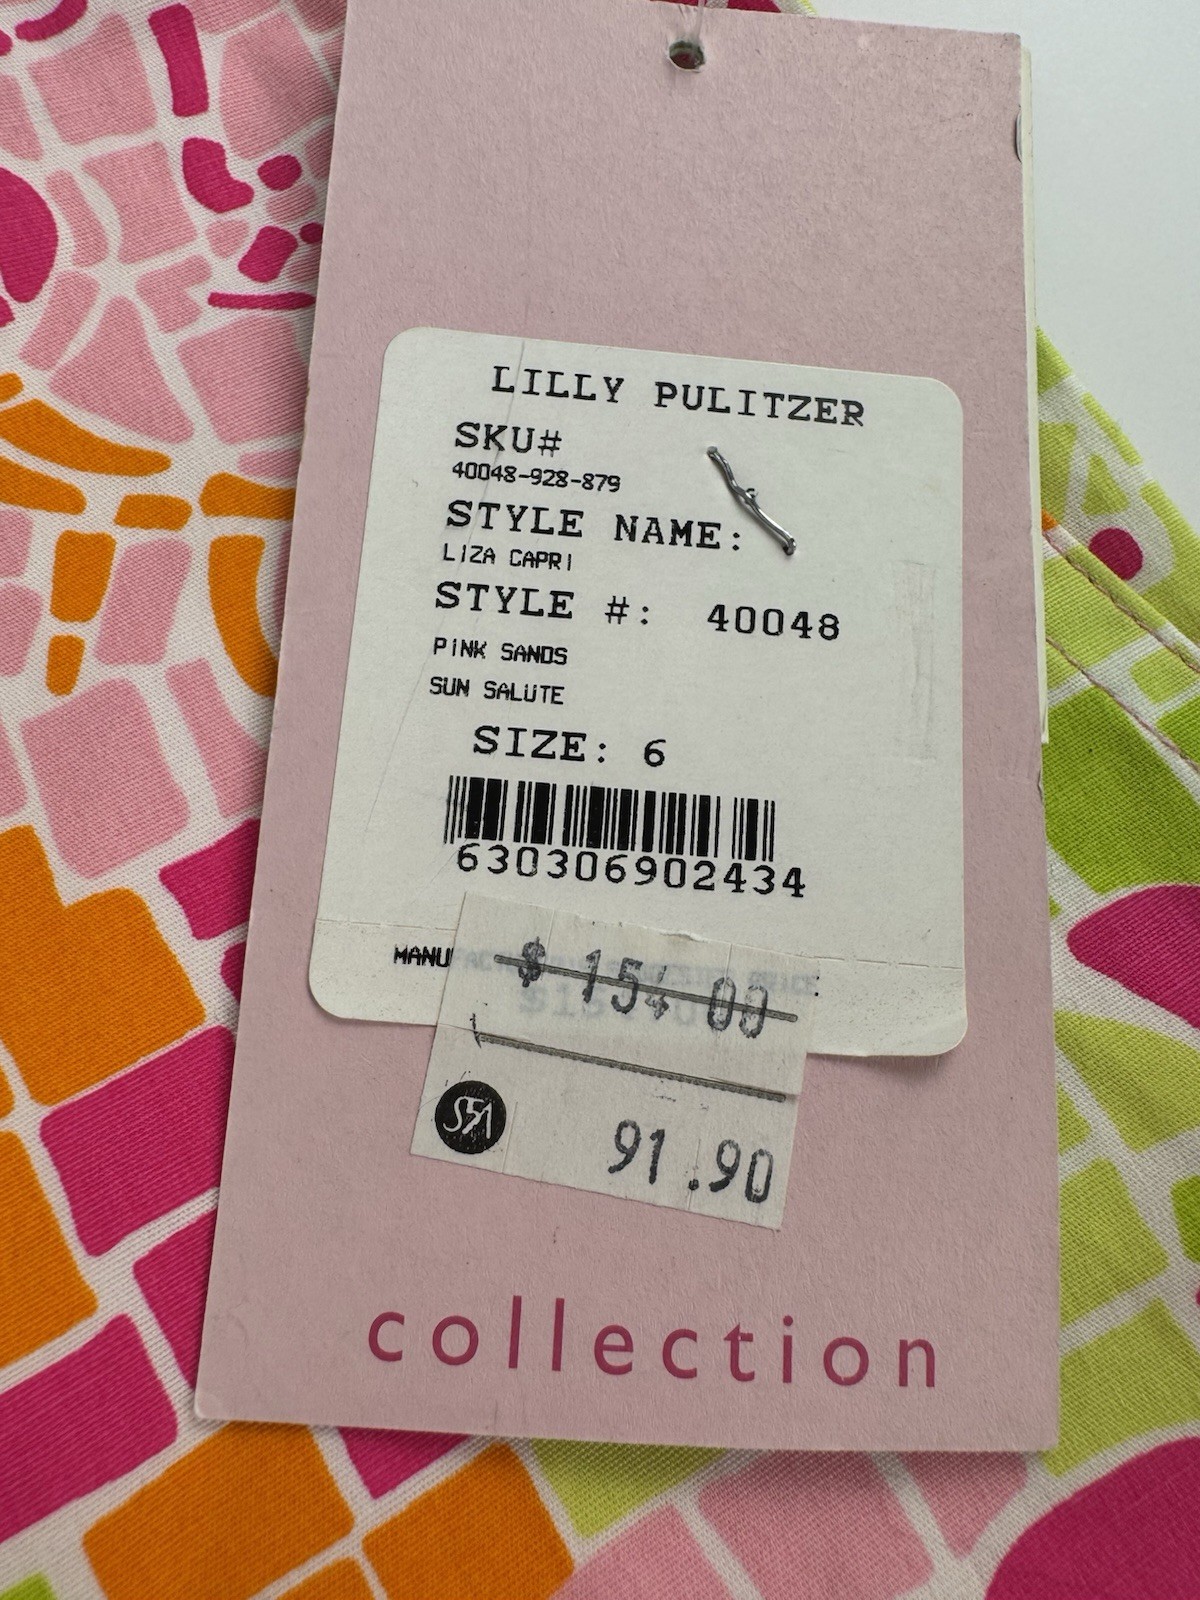 LILLY PULITZER
SKU#
40048-928-879
STYLE NAME:
LIZA CAPRI
STYLE #: 40048
PINK SANDS
SUN SALUTE
SIZE: 6
630306902434
$ 154.00
SFA
91.90
collection